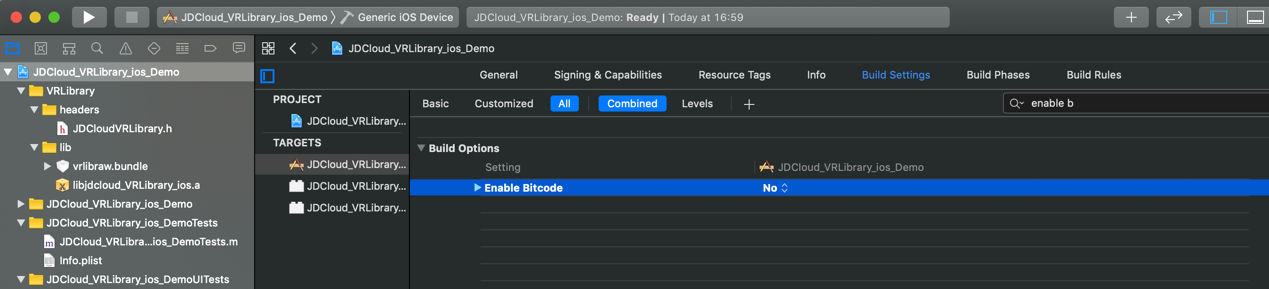 JDCloud_VRLibrary_ios_Demo 〉 Generic iOS Device
JDCloud_VRLibrary_ios_Demo: Ready | Today at 16:59
JDCloud_VRLibrary_ios_Demo
JDCloud_VRLibrary_ios_Demo
VRLibrary
headers
JDCloudVRLibrary.h
lib
vrlibraw.bundle
libjdcloud_VRLibrary_ios.a
JDCloud_VRLibrary_ios_Demo
JDCloud_VRLibrary_ios_DemoTests
JDCloud_VRLibra...ios_DemoTests.m
Info.plist
JDCloud_VRLibrary_ios_DemoUITests
General Signing & Capabilities Resource Tags Info Build Settings Build Phases Build Rules
PROJECT
JDCloud_VRLibrary...
TARGETS
JDCloud_VRLibrary...
JDCloud_VRLibrary...
JDCloud_VRLibrary...
Basic Customized All Combined Levels
enable b
Build Options
Setting JDCloud_VRLibrary_ios_Demo
Enable Bitcode No